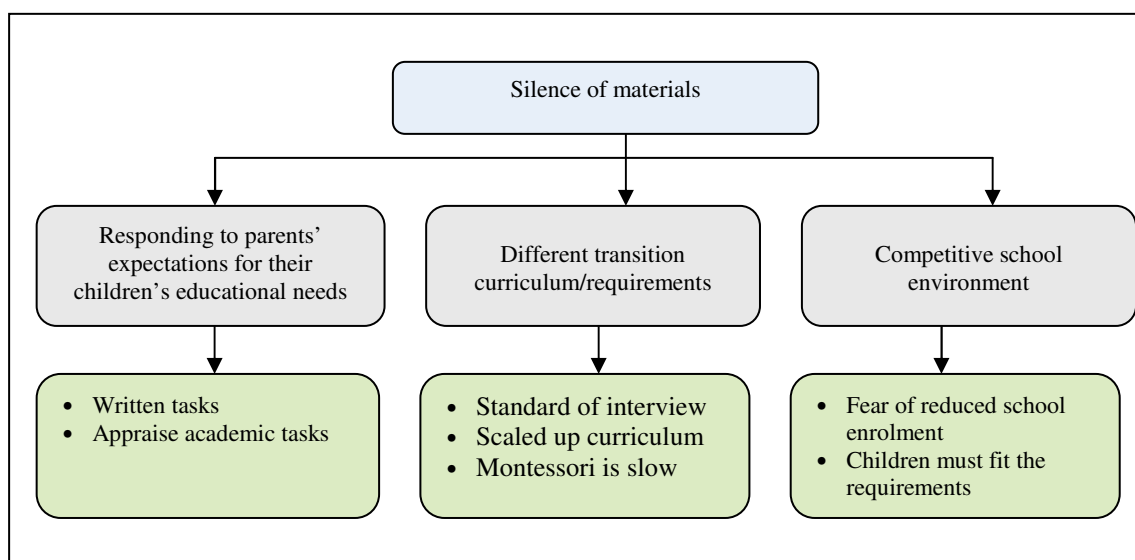 Silence of materials
Responding to parents’
expectations for their
children’s educational needs
Different transition
curriculum/requirements
Competitive school
environment
• Written tasks
• Appraise academic tasks
• Standard of interview
• Scaled up curriculum
• Montessori is slow
• Fear of reduced school
enrolment
• Children must fit the
requirements